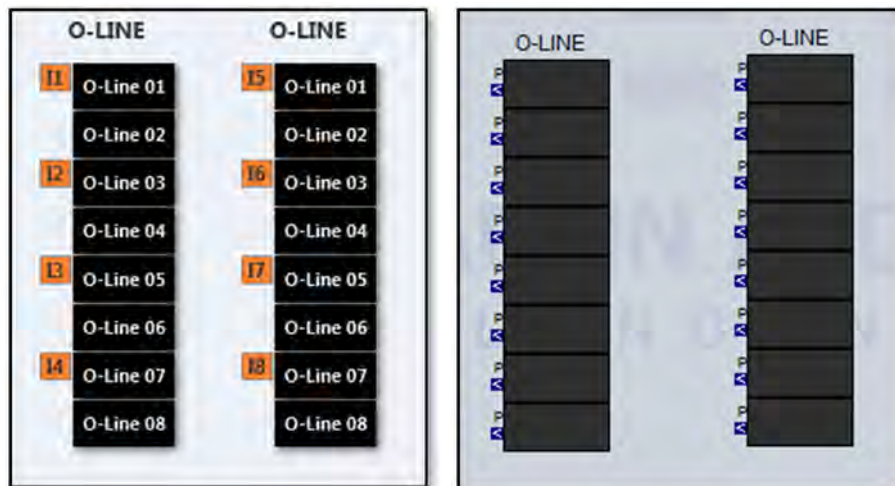 O-LINE O-LINE
I1 O-Line 01 I5 O-Line 01
O-Line 02 O-Line 02
I2 O-Line 03 I6 O-Line 03
O-Line 04 O-Line 04
I3 O-Line 05 I7 O-Line 05
O-Line 06 O-Line 06
I4 O-Line 07 I8 O-Line 07
O-Line 08 O-Line 08
O-LINE O-LINE
P P
P P
P P
P P
P P
P P
P P
P P